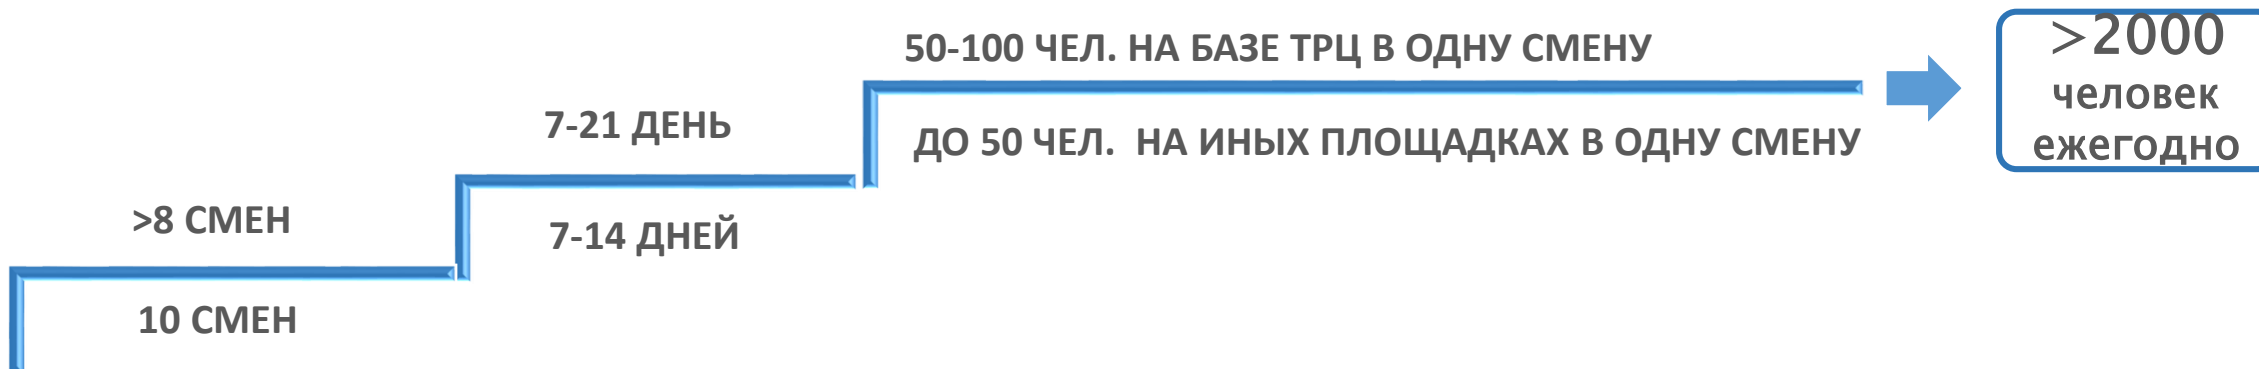 >8 СМЕН
10 СМЕН
7-21 ДЕНЬ
7-14 ДНЕЙ
50-100 ЧЕЛ. НА БАЗЕ ТРЦ В ОДНУ СМЕНУ
ДО 50 ЧЕЛ. НА ИНЫХ ПЛОЩАДКАХ В ОДНУ СМЕНУ
>2000
человек
ежегодно